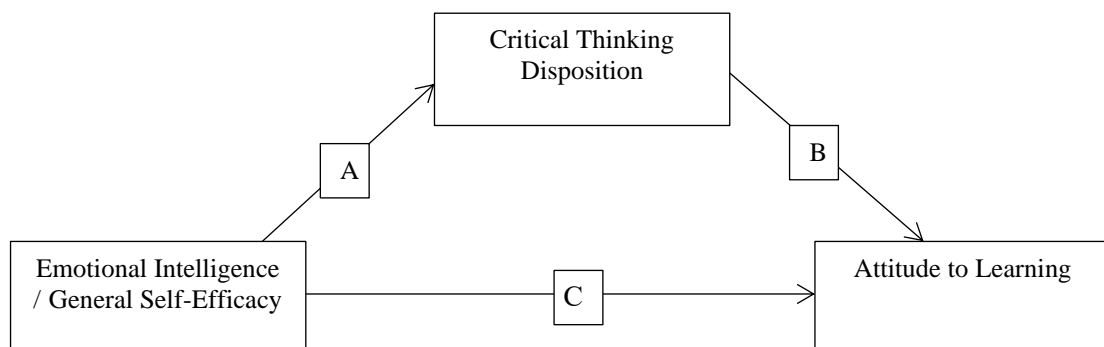 Critical Thinking
Disposition
A
B
Emotional Intelligence
/ General Self-Efficacy
Attitude to Learning
C